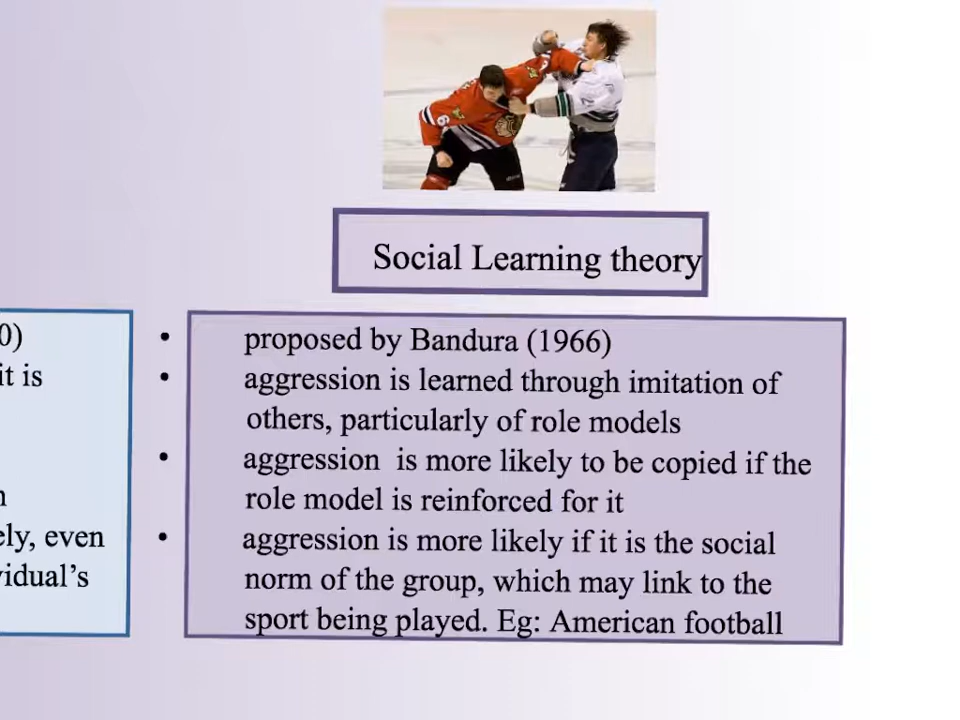 Social Learning theory
0)
it is
ely, even
vidual's
• proposed by Bandura (1966)
• aggression is learned through imitation of
others, particularly of role models
• aggression is more likely to be copied if the
role model is reinforced for it
• aggression is more likely if it is the social
norm of the group, which may link to the
sport being played. Eg: American football
6